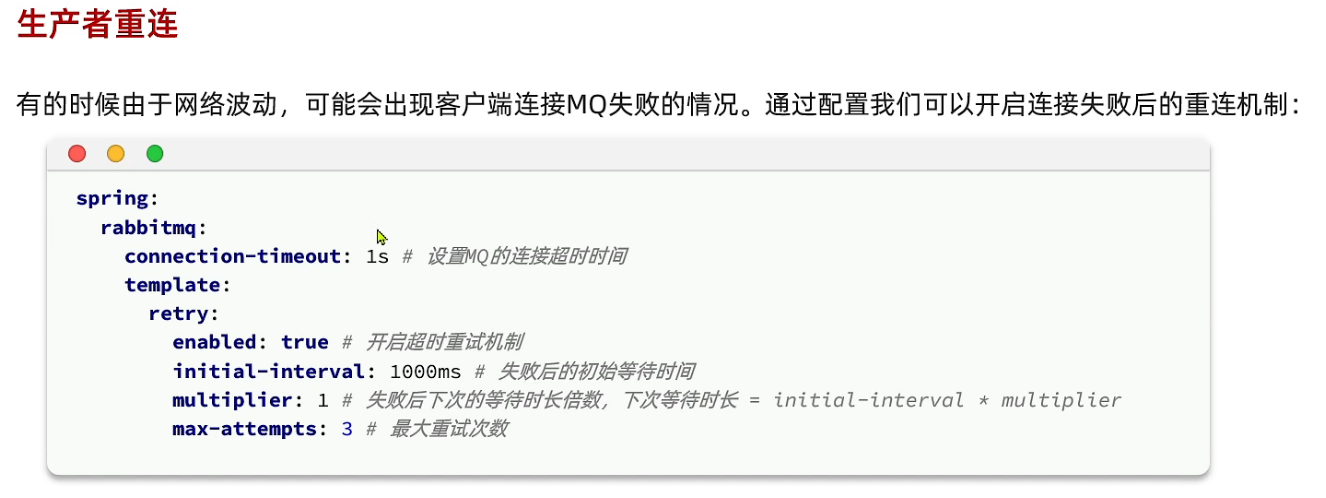 生产者重连
有的时候由于网络波动，可能会出现客户端连接MQ失败的情况。通过配置我们可以开启连接失败后的重连机制：
spring:
  rabbitmq:
    connection-timeout: 1s # 设置MQ的连接超时时间
    template:
      retry:
        enabled: true # 开启超时重试机制
        initial-interval: 1000ms # 失败后的初始等待时间
        multiplier: 1 # 失败后下次的等待时长倍数，下次等待时长 = initial-interval * multiplier
        max-attempts: 3 # 最大重试次数